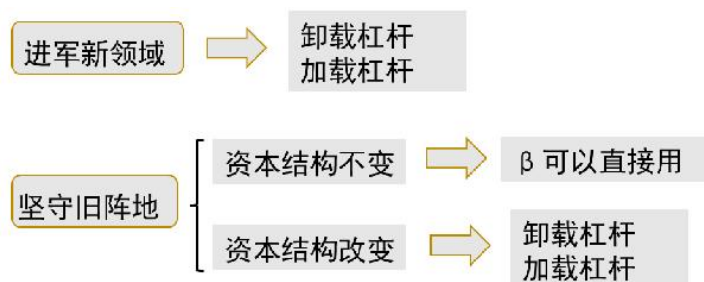 进军新领域
卸载杠杆
加载杠杆
坚守旧阵地
资本结构不变
β可以直接用
资本结构改变
卸载杠杆
加载杠杆